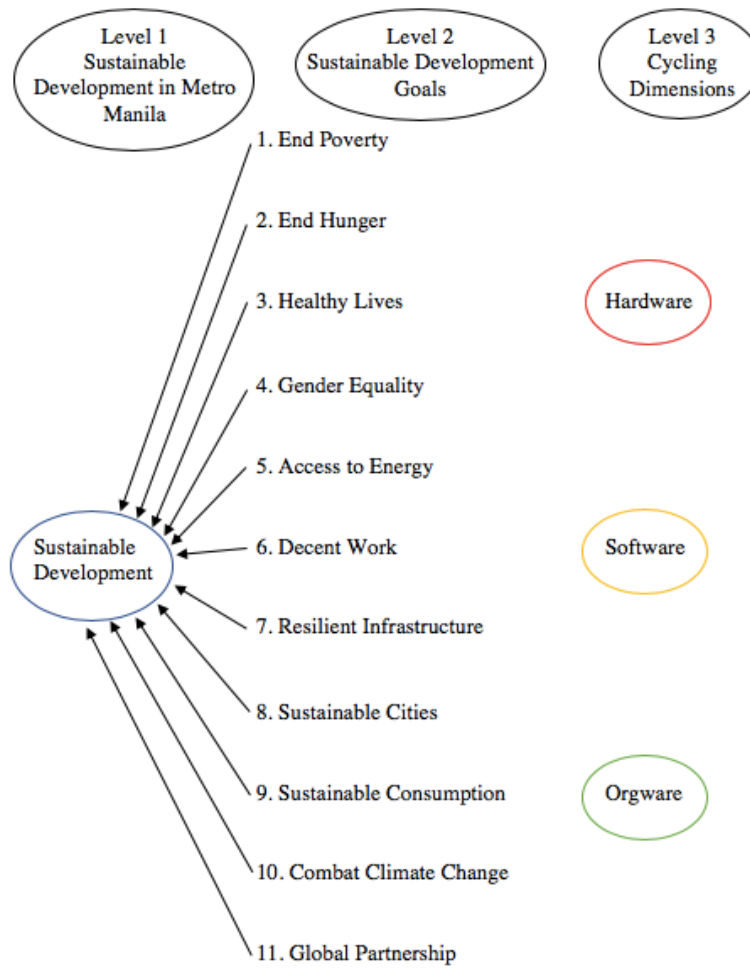 Level 1
Sustainable
Development in Metro
Manila
Level 2
Sustainable Development
Goals
Level 3
Cycling
Dimensions
1. End Poverty
2. End Hunger
3. Healthy Lives
Hardware
4. Gender Equality
5. Access to Energy
Sustainable
Development
6. Decent Work
Software
7. Resilient Infrastructure
8. Sustainable Cities
9. Sustainable Consumption
Orgware
10. Combat Climate Change
11. Global Partnership